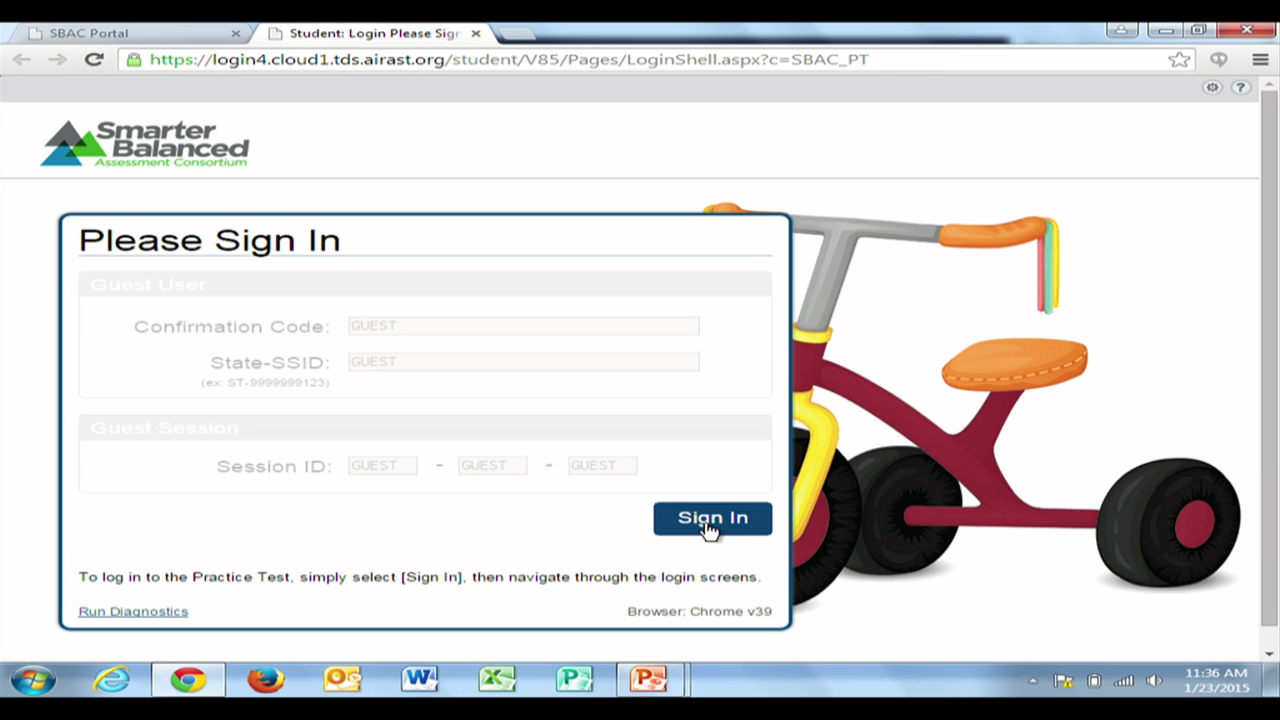 SBAC Portal
Student: Login Please Sigr
https://login4.cloud1.tds.airast.org/student/V85/Pages/LoginShell.aspx?c=SBAC_PT
?
Smarter
Balanced
Assessment Consortium
Please Sign In
Guest User
Confirmation Code: GUEST
State-SSID: GUEST
(ex: ST-9999999123)
Guest Session
Session ID: GUEST - GUEST - GUEST
Sign In
To log in to the Practice Test, simply select [Sign In], then navigate through the login screens.
Run Diagnostics
Browser: Chrome v39
11:36 AM
1/23/2015